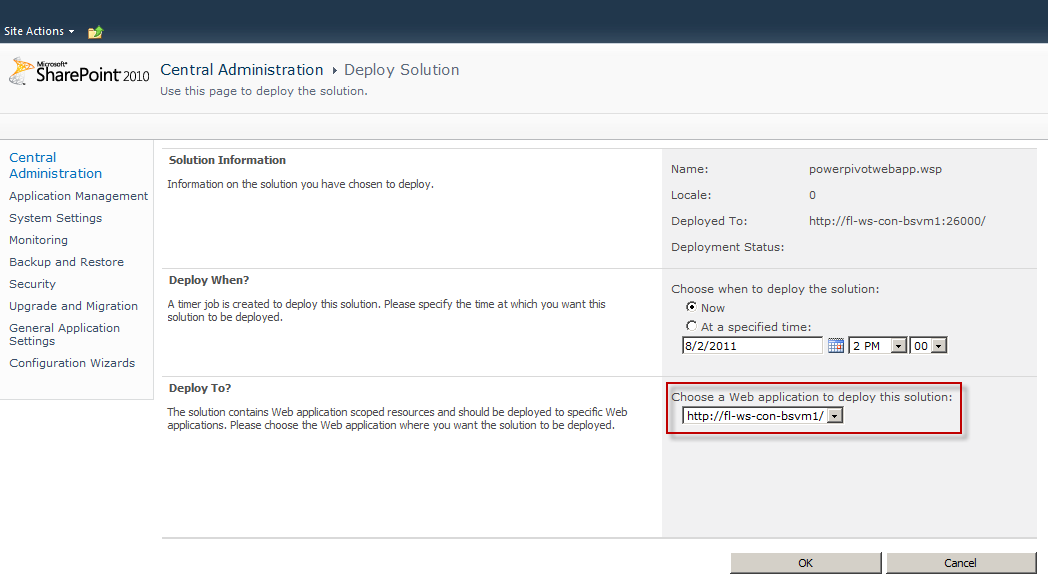 Site Actions
Microsoft
SharePoint 2010
Central Administration › Deploy Solution
Use this page to deploy the solution.
Central
Administration
Application Management
System Settings
Monitoring
Backup and Restore
Security
Upgrade and Migration
General Application
Settings
Configuration Wizards
Solution Information
Information on the solution you have chosen to deploy.
Name: powerpivotwebapp.wsp
Locale: 0
Deployed To: http://fl-ws-con-bsvm1:26000/
Deployment Status:
Deploy When?
A timer job is created to deploy this solution. Please specify the time at which you want this
solution to be deployed.
Choose when to deploy the solution:
Now
At a specified time:
8/2/2011 2 PM 00
Deploy To?
The solution contains Web application scoped resources and should be deployed to specific Web
applications. Please choose the Web application where you want the solution to be deployed.
Choose a Web application to deploy this solution:
http://fl-ws-con-bsvm1/
OK Cancel